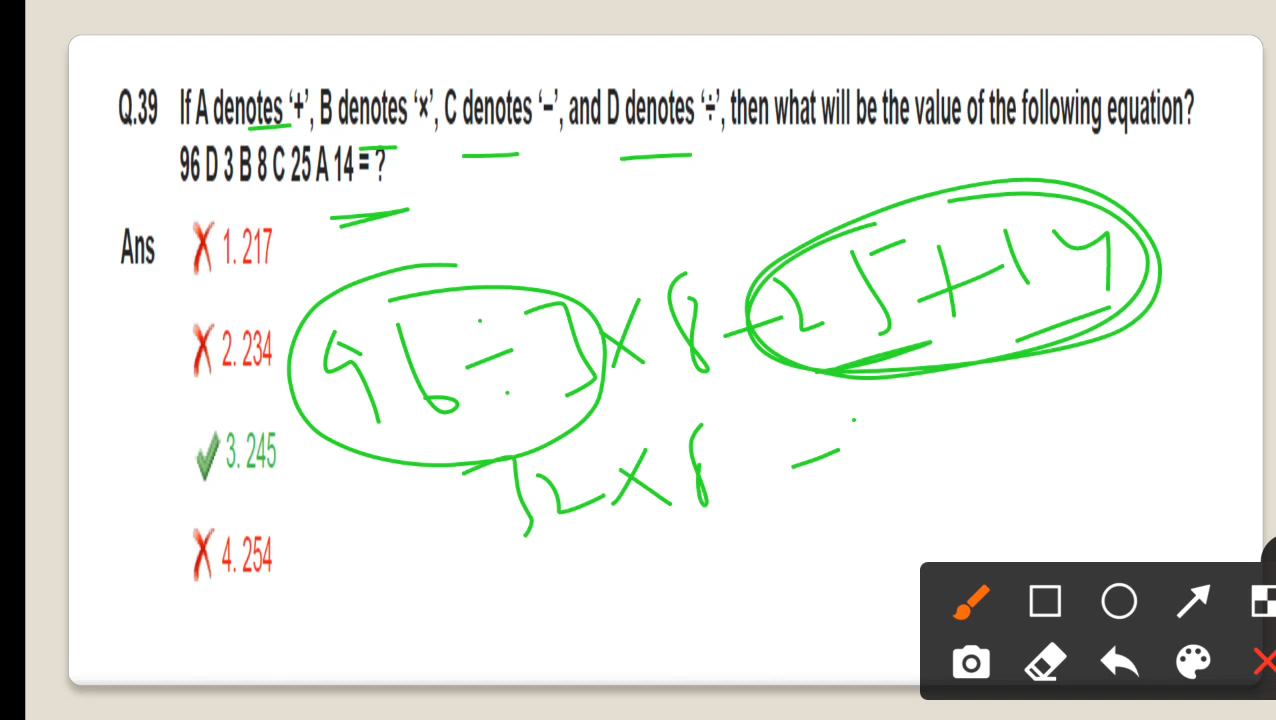 Q.39 If A denotes ‘+’, B denotes ‘×’, C denotes ‘−’, and D denotes ‘÷’, then what will be the value of the following equation?
96 D 3 B 8 C 25 A 14 = ?
Ans 1. 217
2. 234
3. 245
4. 254
96 ÷ 3 × 8 - 25 + 14
32 × 8 -